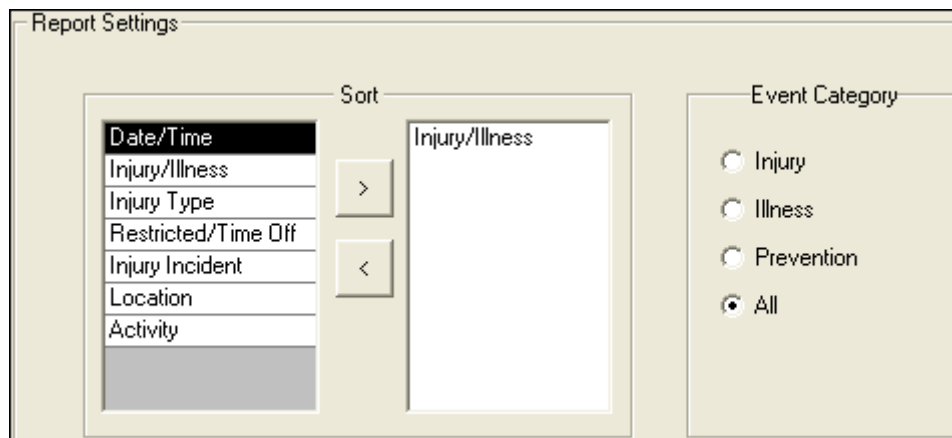 Report Settings
Sort
Date/Time
Injury/Illness
Injury Type
Restricted/Time Off
Injury Incident
Location
Activity
>
<
Injury/Illness
Event Category
Injury
Illness
Prevention
All